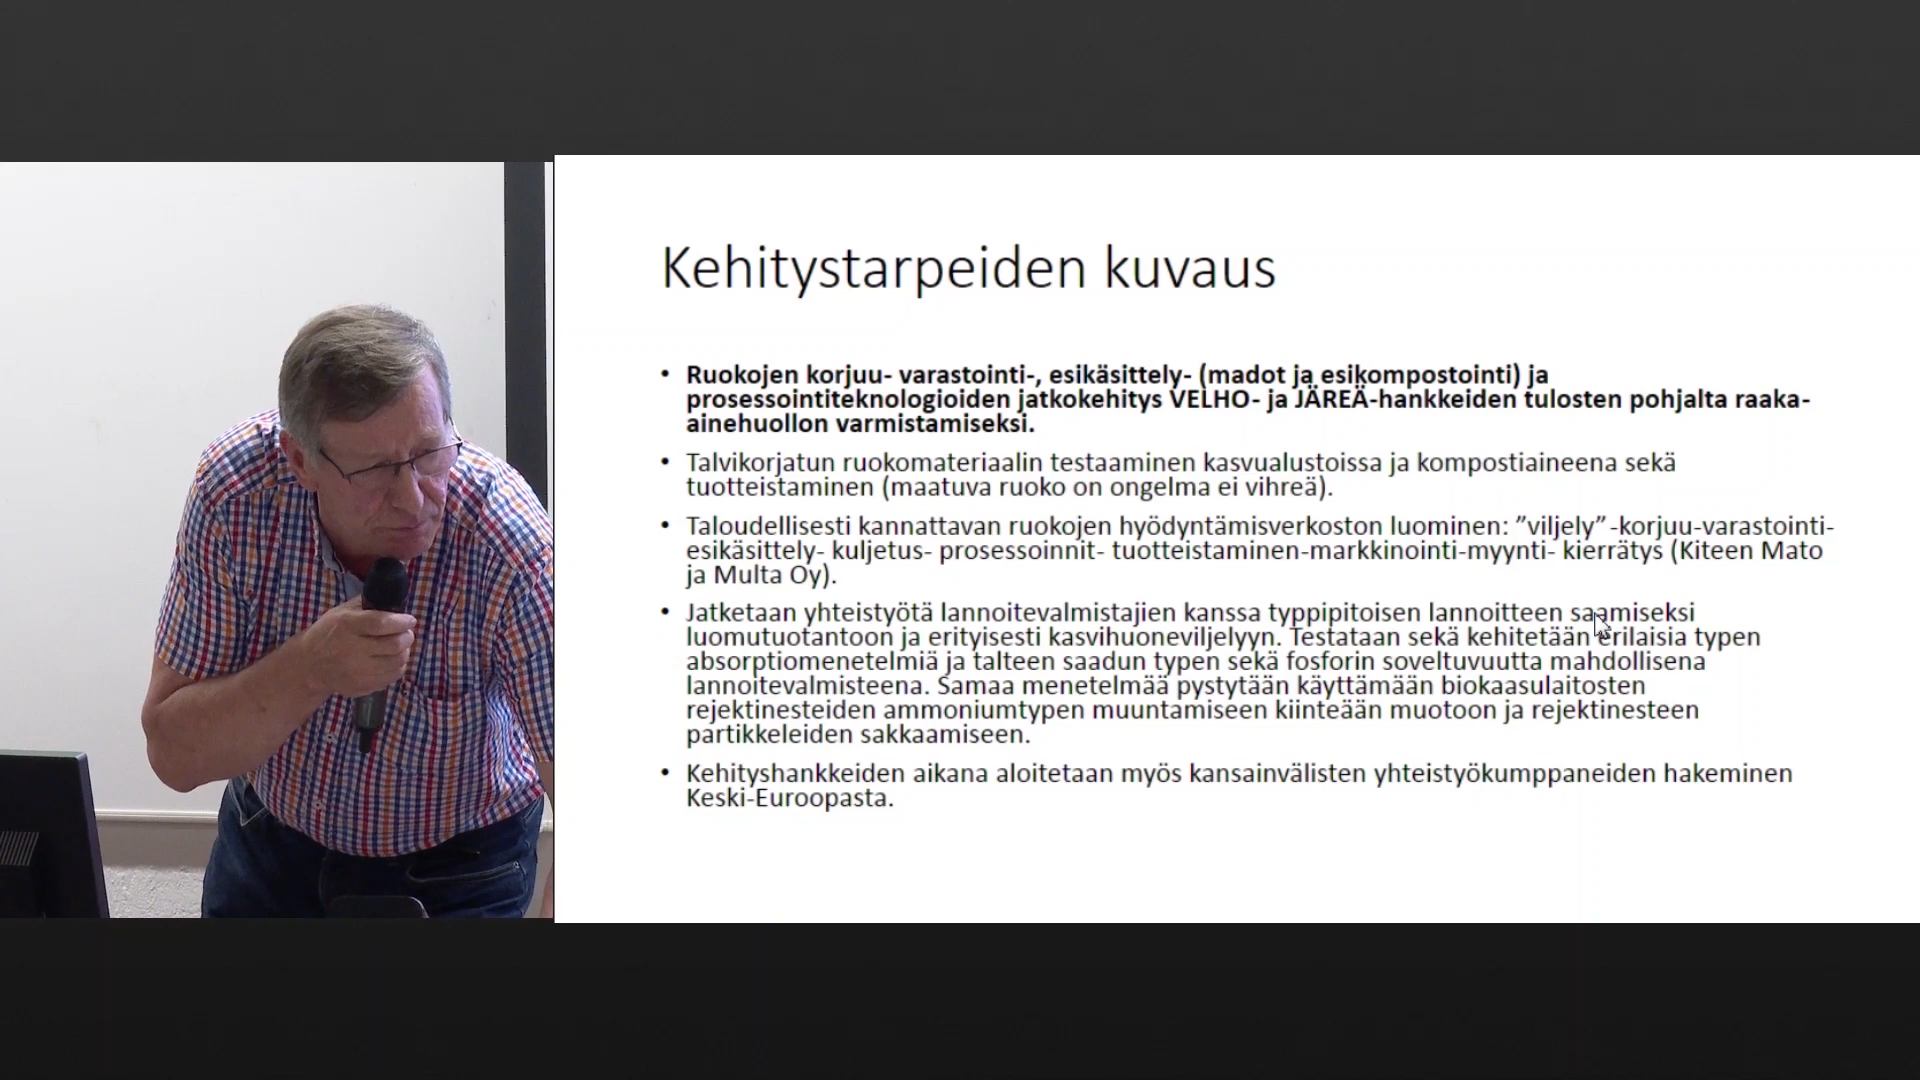 Kehitystarpeiden kuvaus
• Ruokojen korjuu- varastointi-, esikäsittely- (madot ja esikompostointi) ja
prosessointiteknologioiden jatkokehitys VELHO- ja JÄREÄ-hankkeiden tulosten pohjalta raaka-
ainehuollon varmistamiseksi.
• Talvikorjatun ruokomateriaalin testaaminen kasvualustoissa ja kompostiaineena sekä
tuotteistaminen (maatuva ruoko on ongelma ei vihreä).
• Taloudellisesti kannattavan ruokojen hyödyntämisverkoston luominen: ”viljely” -korjuu-varastointi-
esikäsittely- kuljetus- prosessoinnit- tuotteistaminen-markkinointi-myynti- kierrätys (Kiteen Mato
ja Multa Oy).
• Jatketaan yhteistyötä lannoitevalmistajien kanssa typpipitoisen lannoitteen saamiseksi
luomutuotantoon ja erityisesti kasvihuoneviljelyyn. Testataan sekä kehitetään erilaisia typen
absorptiomenetelmiä ja talteen saadun typen sekä fosforin soveltuvuutta mahdollisena
lannoitevalmisteena. Samaa menetelmää pystytään käyttämään biokaasulaitosten
rejektinesteiden ammoniumtypen muuntamiseen kiinteään muotoon ja rejektinesteen
partikkeleiden sakkaamiseen.
• Kehityshankkeiden aikana aloitetaan myös kansainvälisten yhteistyökumppaneiden hakeminen
Keski-Euroopasta.